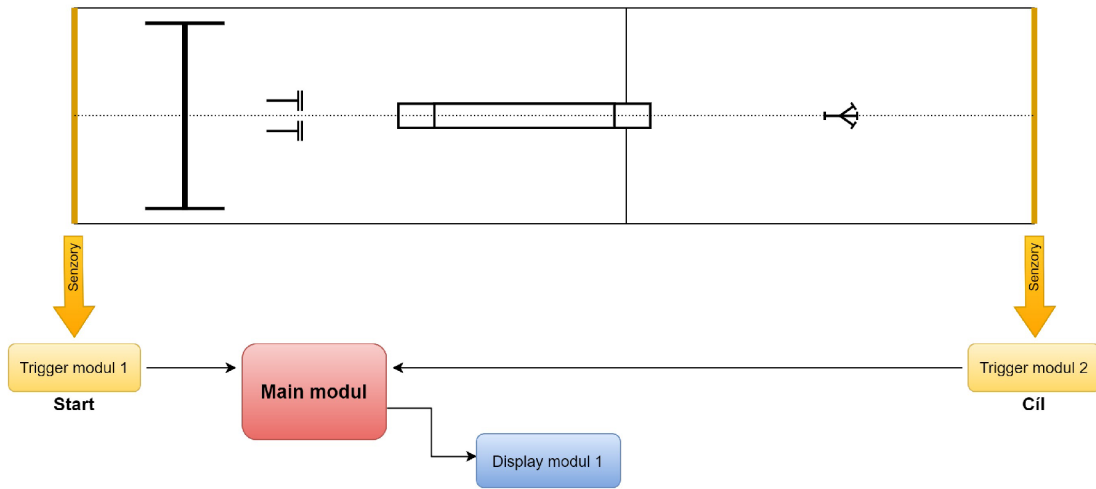 Senzory
Senzory
Trigger modul 1
Main modul
Trigger modul 2
Start
Cíl
Display modul 1